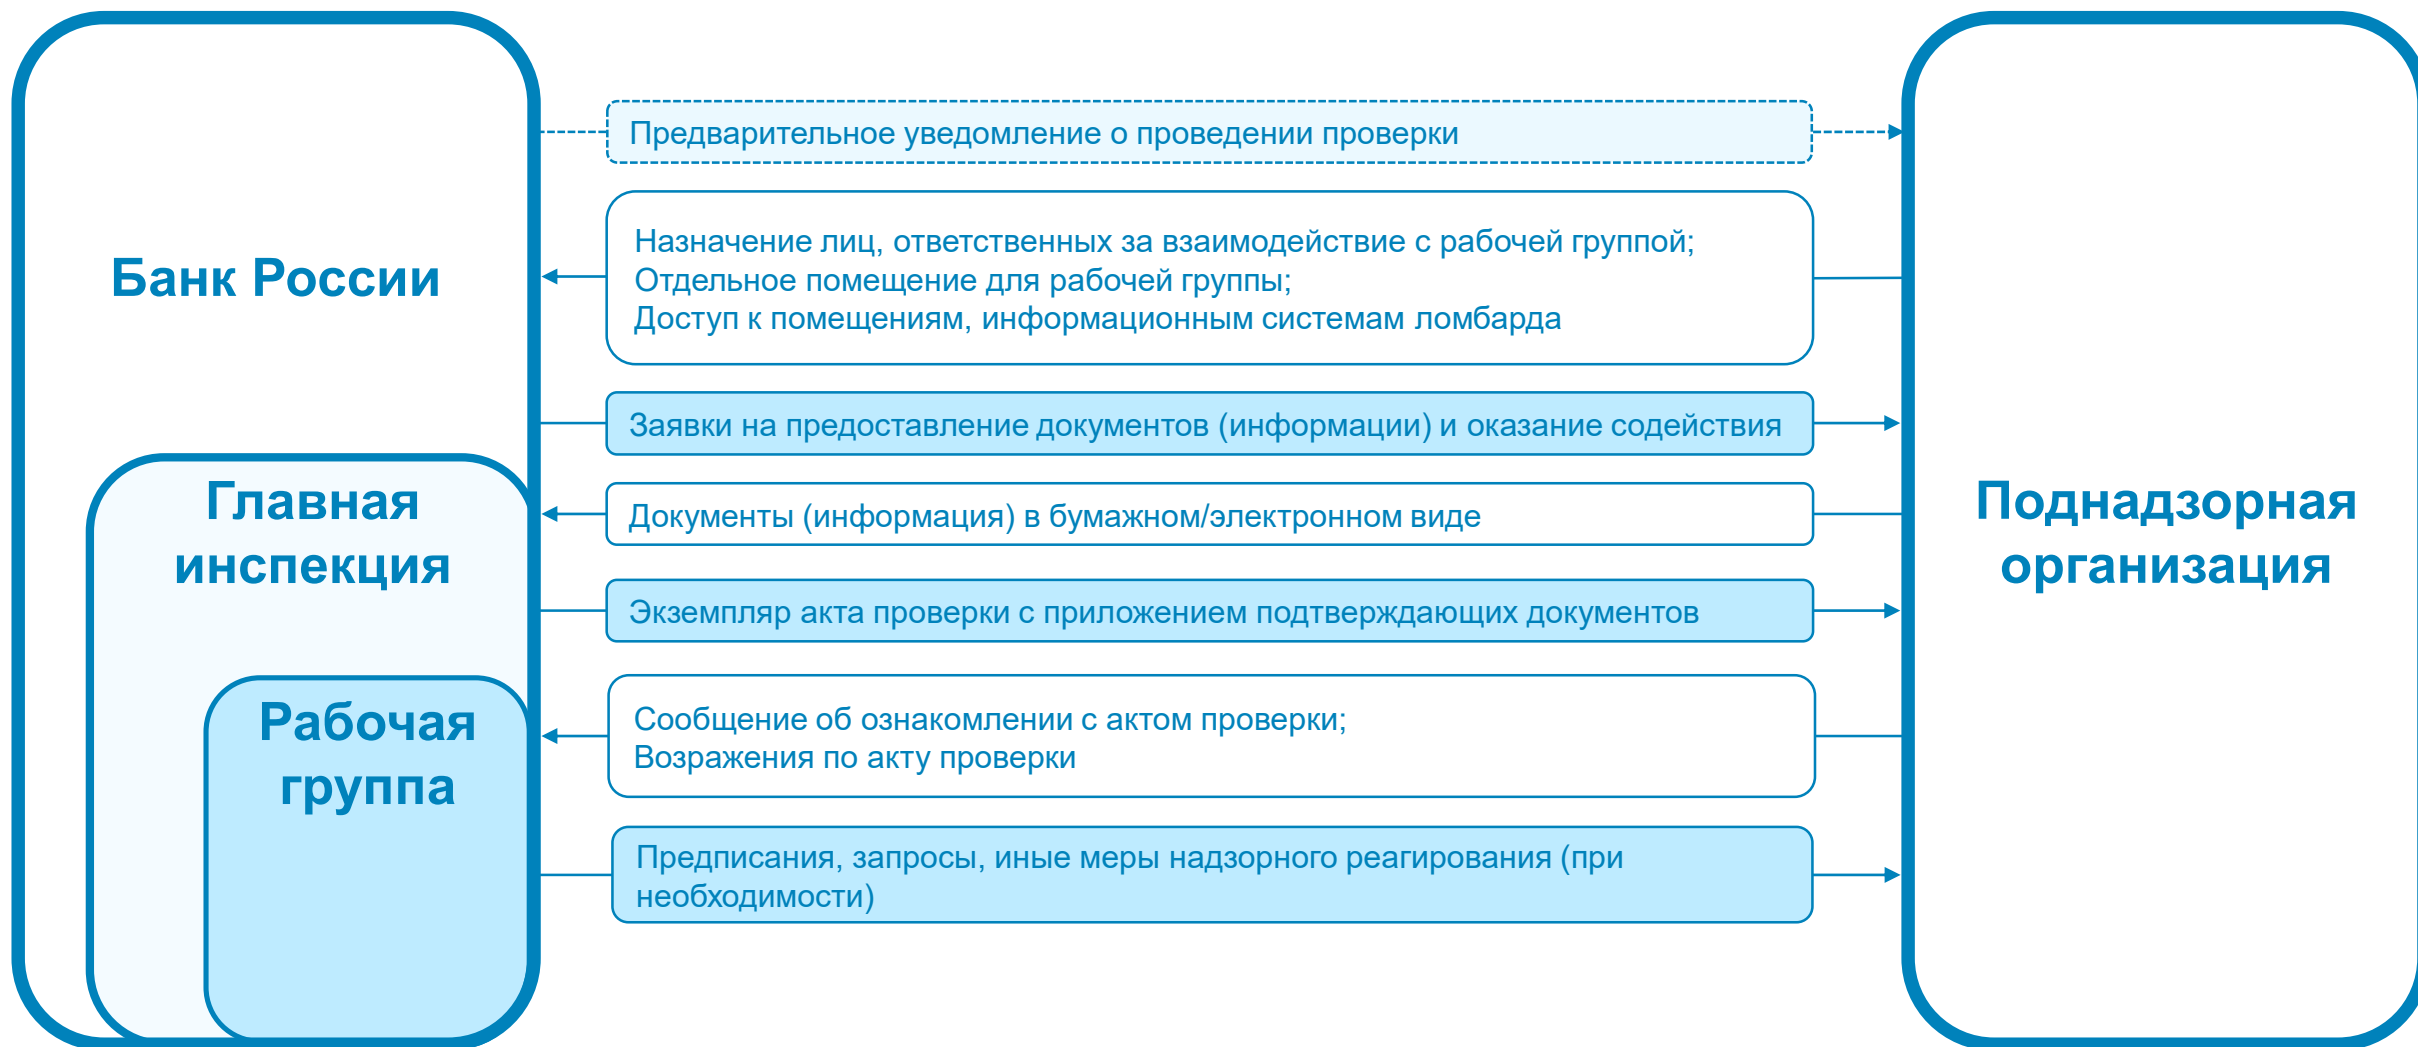 Банк России
Главная
инспекция
Рабочая
группа
Предварительное уведомление о проведении проверки
Назначение лиц, ответственных за взаимодействие с рабочей группой;
Отдельное помещение для рабочей группы;
Доступ к помещениям, информационным системам ломбарда
Заявки на предоставление документов (информации) и оказание содействия
Документы (информация) в бумажном/электронном виде
Экземпляр акта проверки с приложением подтверждающих документов
Сообщение об ознакомлении с актом проверки;
Возражения по акту проверки
Предписания, запросы, иные меры надзорного реагирования (при
необходимости)
Поднадзорная
организация